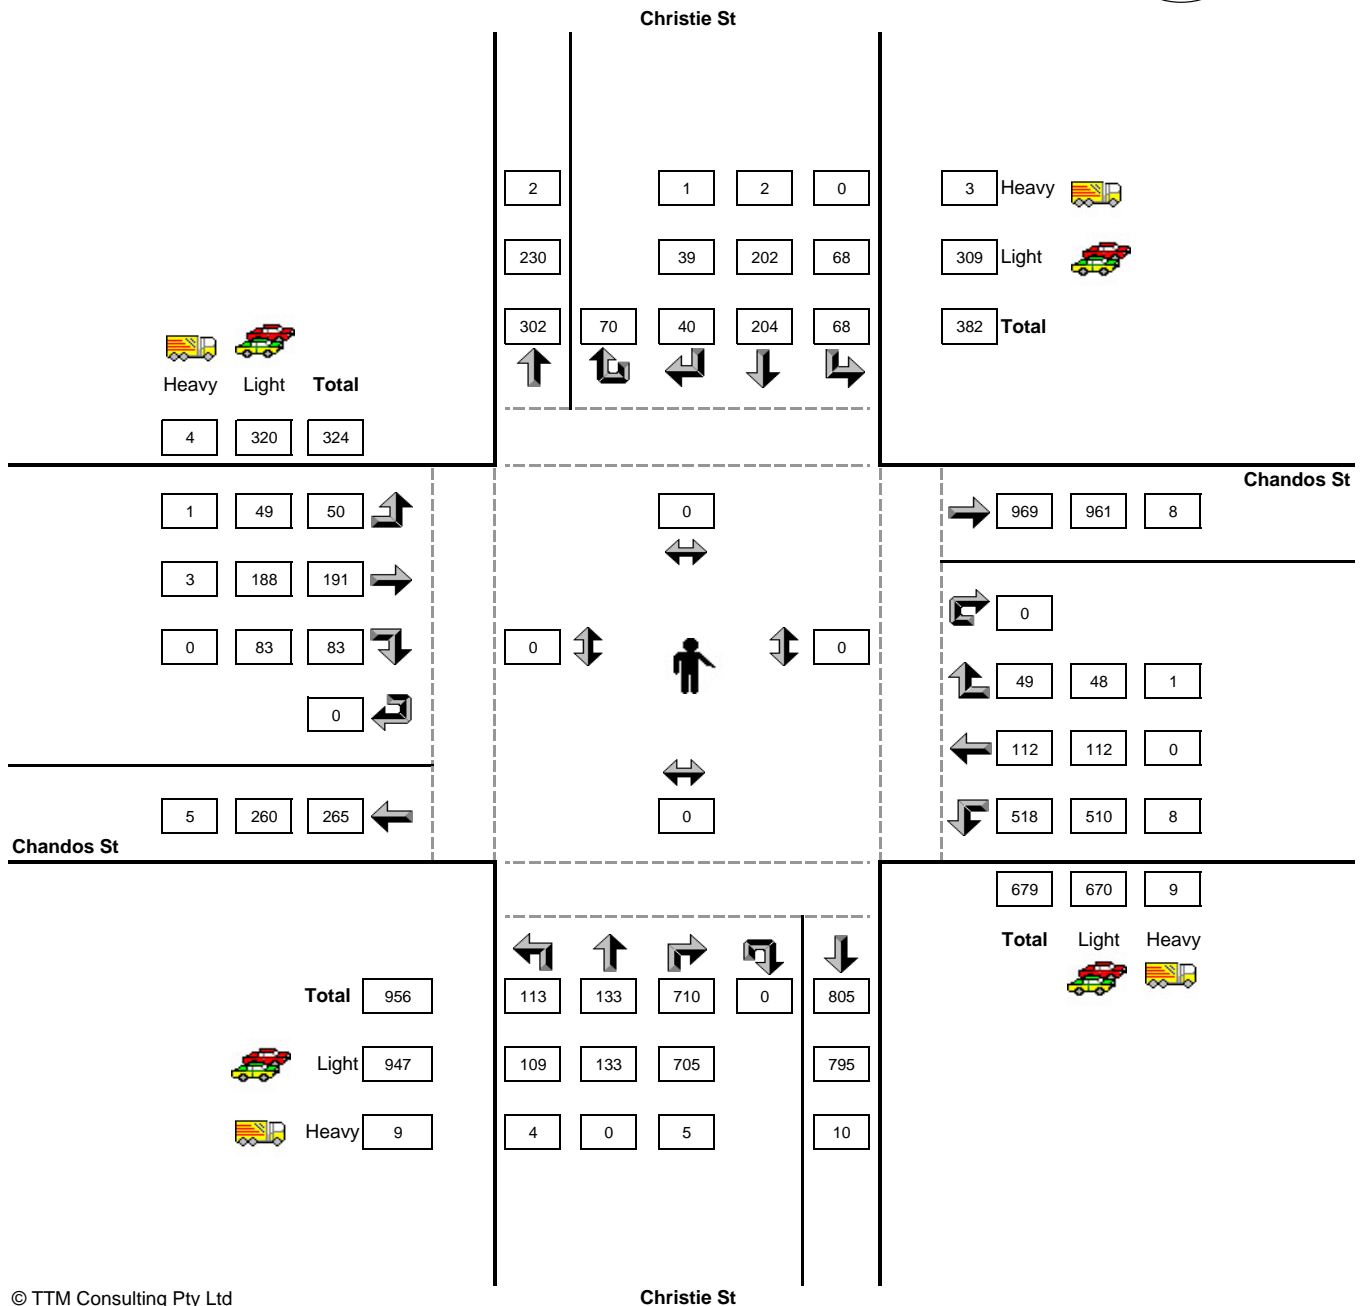 Christie St
2 1 2 0 3 Heavy
230 39 202 68 309 Light
302 70 40 204 68 382 Total
Heavy Light Total
4 320 324
Chandos St
1 49 50 0 969 961 8
3 188 191
0
0 83 83 0 0
49 48 1
0
112 112 0
5 260 265 0 518 510 8
Chandos St
679 670 9
Total Light Heavy
Total 956 113 133 710 0 805
Light 947 109 133 705 795
Heavy 9 4 0 5 10
© TTM Consulting Pty Ltd
Christie St